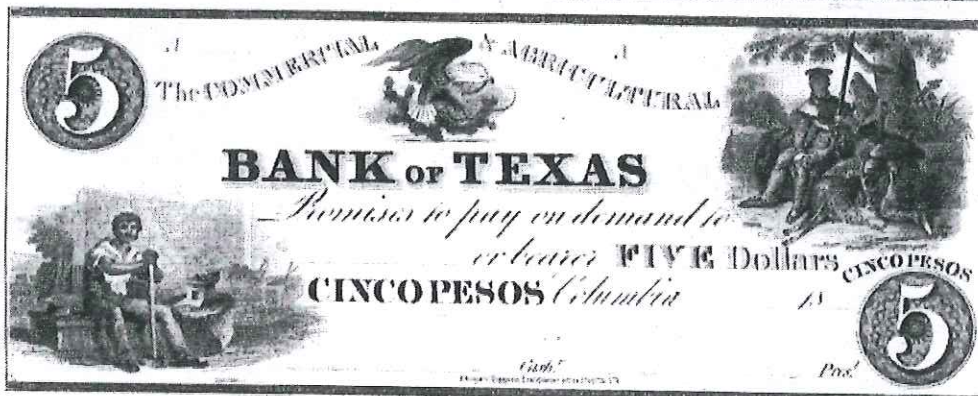 5 A A
The COMMERCIAL & AGRICULTURAL
BANK OF TEXAS
Promises to pay on demand to
or bearer FIVE Dollars
CINCO PESOS
CINCO PESOS Columbia 18
5
Cash.r Pres.t